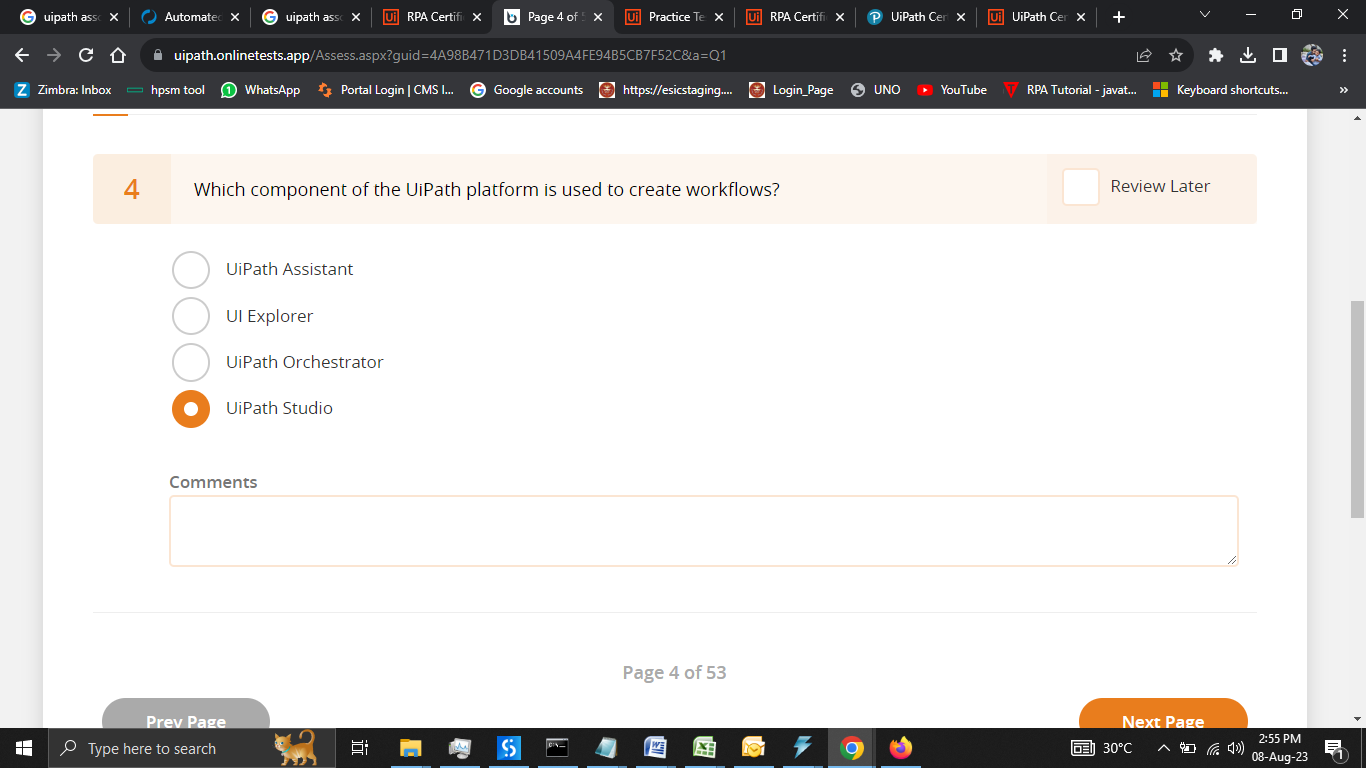 uipath ass
Automated
uipath ass
RPA Certifi
Page 4 of 5
Practice Te
RPA Certifi
UiPath Cer
UiPath Cer
uipath.onlinetests.app/Assess.aspx?guid=4A98B471D3DB41509A4FE94B5CB7F52C&a=Q1
Zimbra: Inbox
hpsm tool
WhatsApp
Portal Login | CMS I...
Google accounts
https://esicstaging....
Login_Page
UNO
YouTube
RPA Tutorial - javat...
Keyboard shortcuts...
»
4
Which component of the UiPath platform is used to create workflows?
Review Later
UiPath Assistant
UI Explorer
UiPath Orchestrator
UiPath Studio
Comments
Page 4 of 53
Prev Page
Next Page
Type here to search
30°C
2:55 PM
08-Aug-23
1